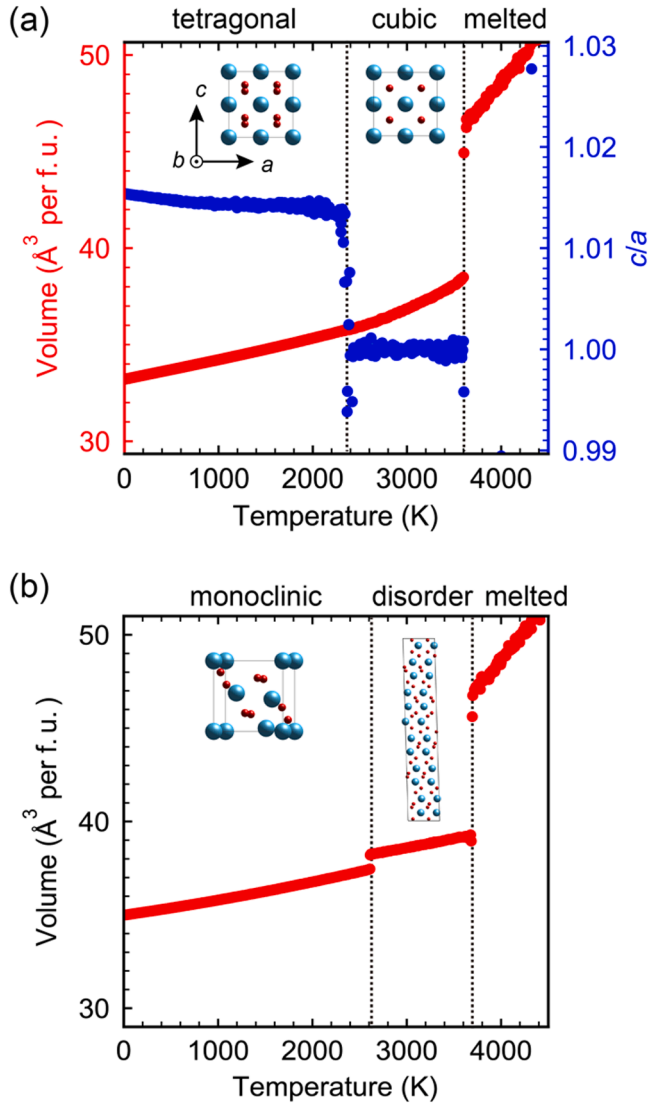 (a)
tetragonal cubic melted
50
40
30
Volume (Å3 per f. u.)
1.03
1.02
1.01
1.00
0.99
c/a
c
b
a
0 1000 2000 3000 4000
Temperature (K)
(b)
monoclinic disorder melted
50
40
30
Volume (Å3 per f. u.)
0 1000 2000 3000 4000
Temperature (K)